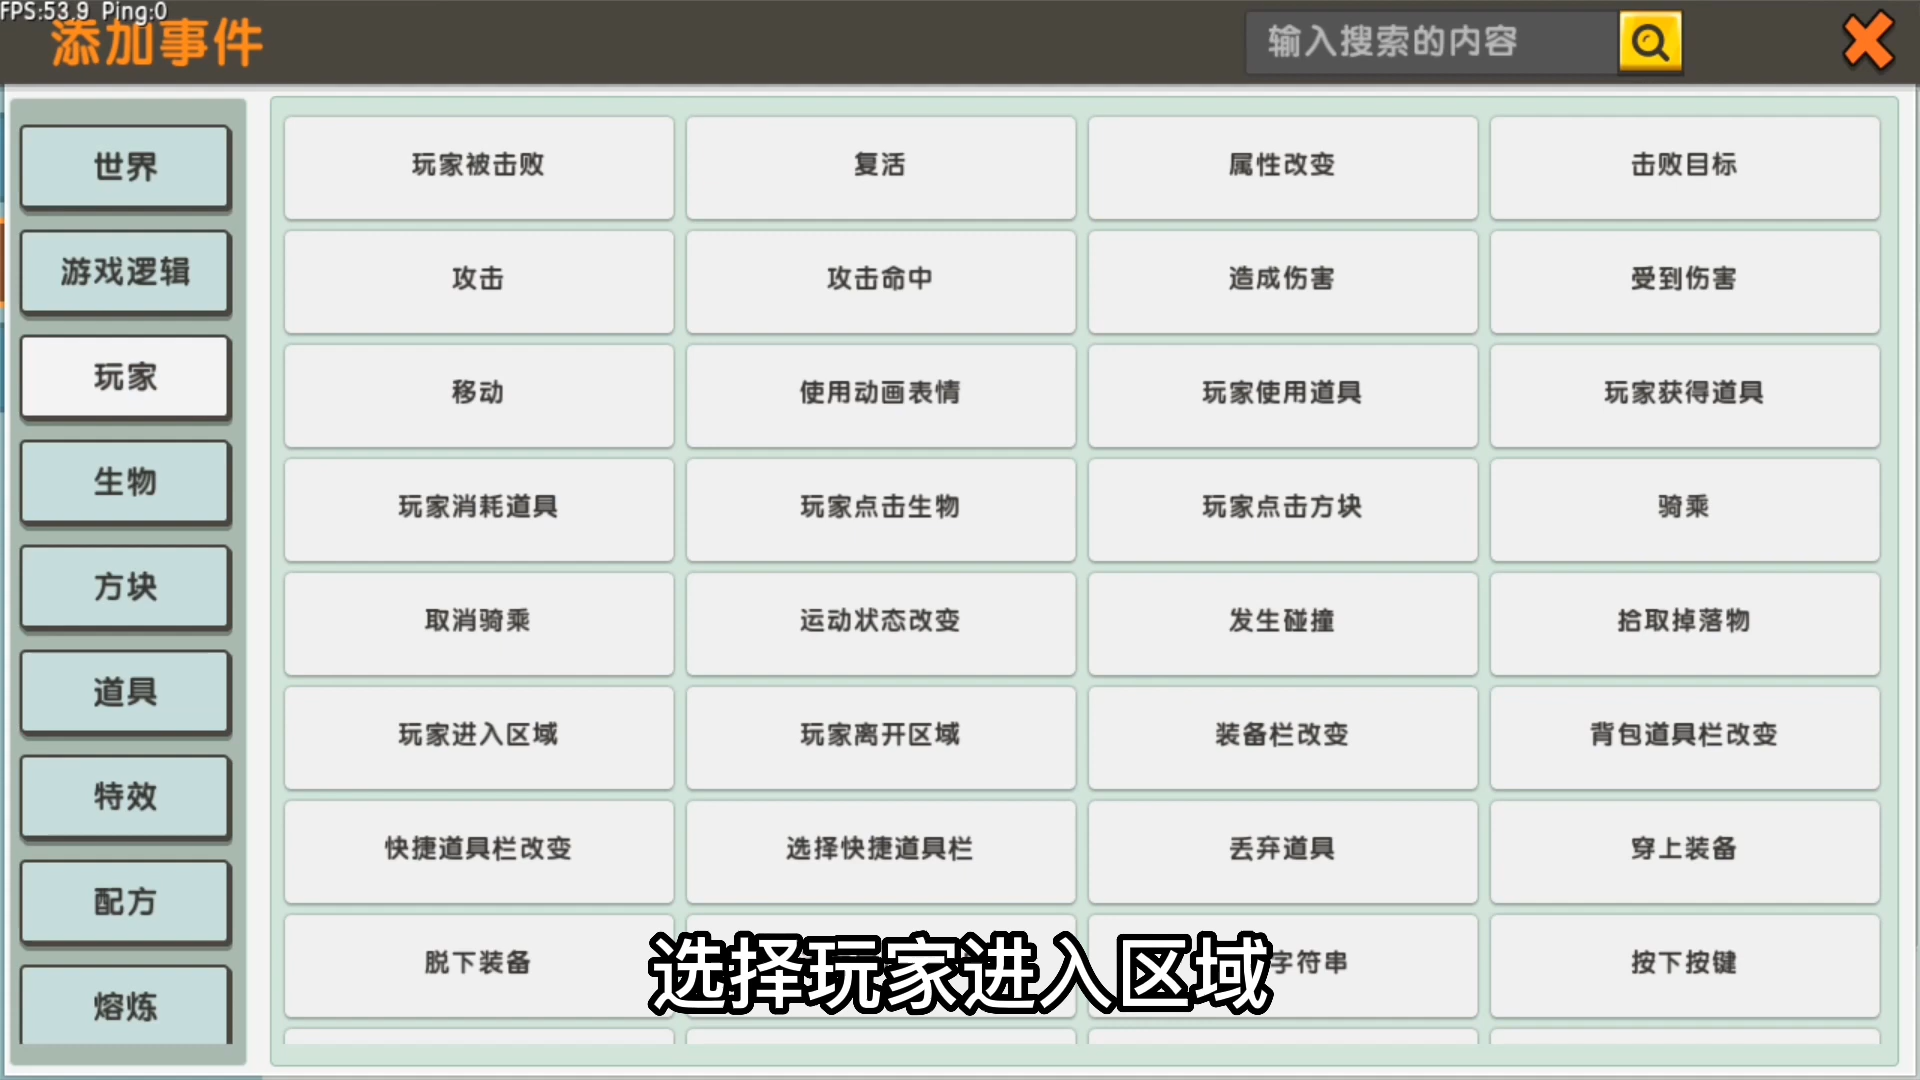 FPS:53.9 Ping:0
添加事件
输入搜索的内容
世界
游戏逻辑
玩家
生物
方块
道具
特效
配方
熔炼
玩家被击败
复活
属性改变
击败目标
攻击
攻击命中
造成伤害
受到伤害
移动
使用动画表情
玩家使用道具
玩家获得道具
玩家消耗道具
玩家点击生物
玩家点击方块
骑乘
取消骑乘
运动状态改变
发生碰撞
拾取掉落物
玩家进入区域
玩家离开区域
装备栏改变
背包道具栏改变
快捷道具栏改变
选择快捷道具栏
丢弃道具
穿上装备
脱下装备
字符串
按下按键
选择玩家进入区域